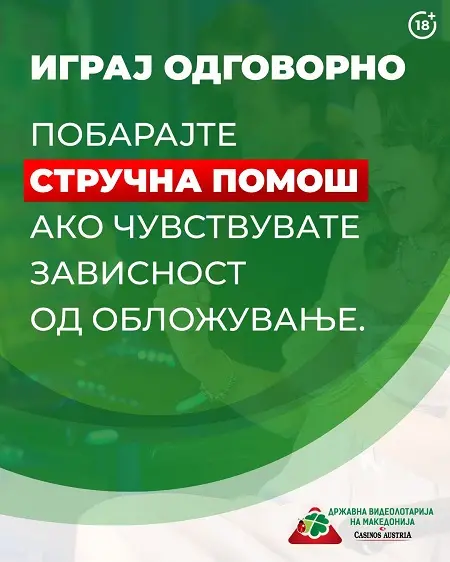 18+
ИГРАЈ ОДГОВОРНО
ПОБАРАЈТЕ
СТРУЧНА ПОМОШ
АКО ЧУВСТВУВАТЕ
ЗАВИСНОСТ
ОД ОБЛОЖУВАЊЕ.
ДРЖАВНА ВИДЕОЛОТАРИЈА
НА МАКЕДОНИЈА
CASINOS AUSTRIA